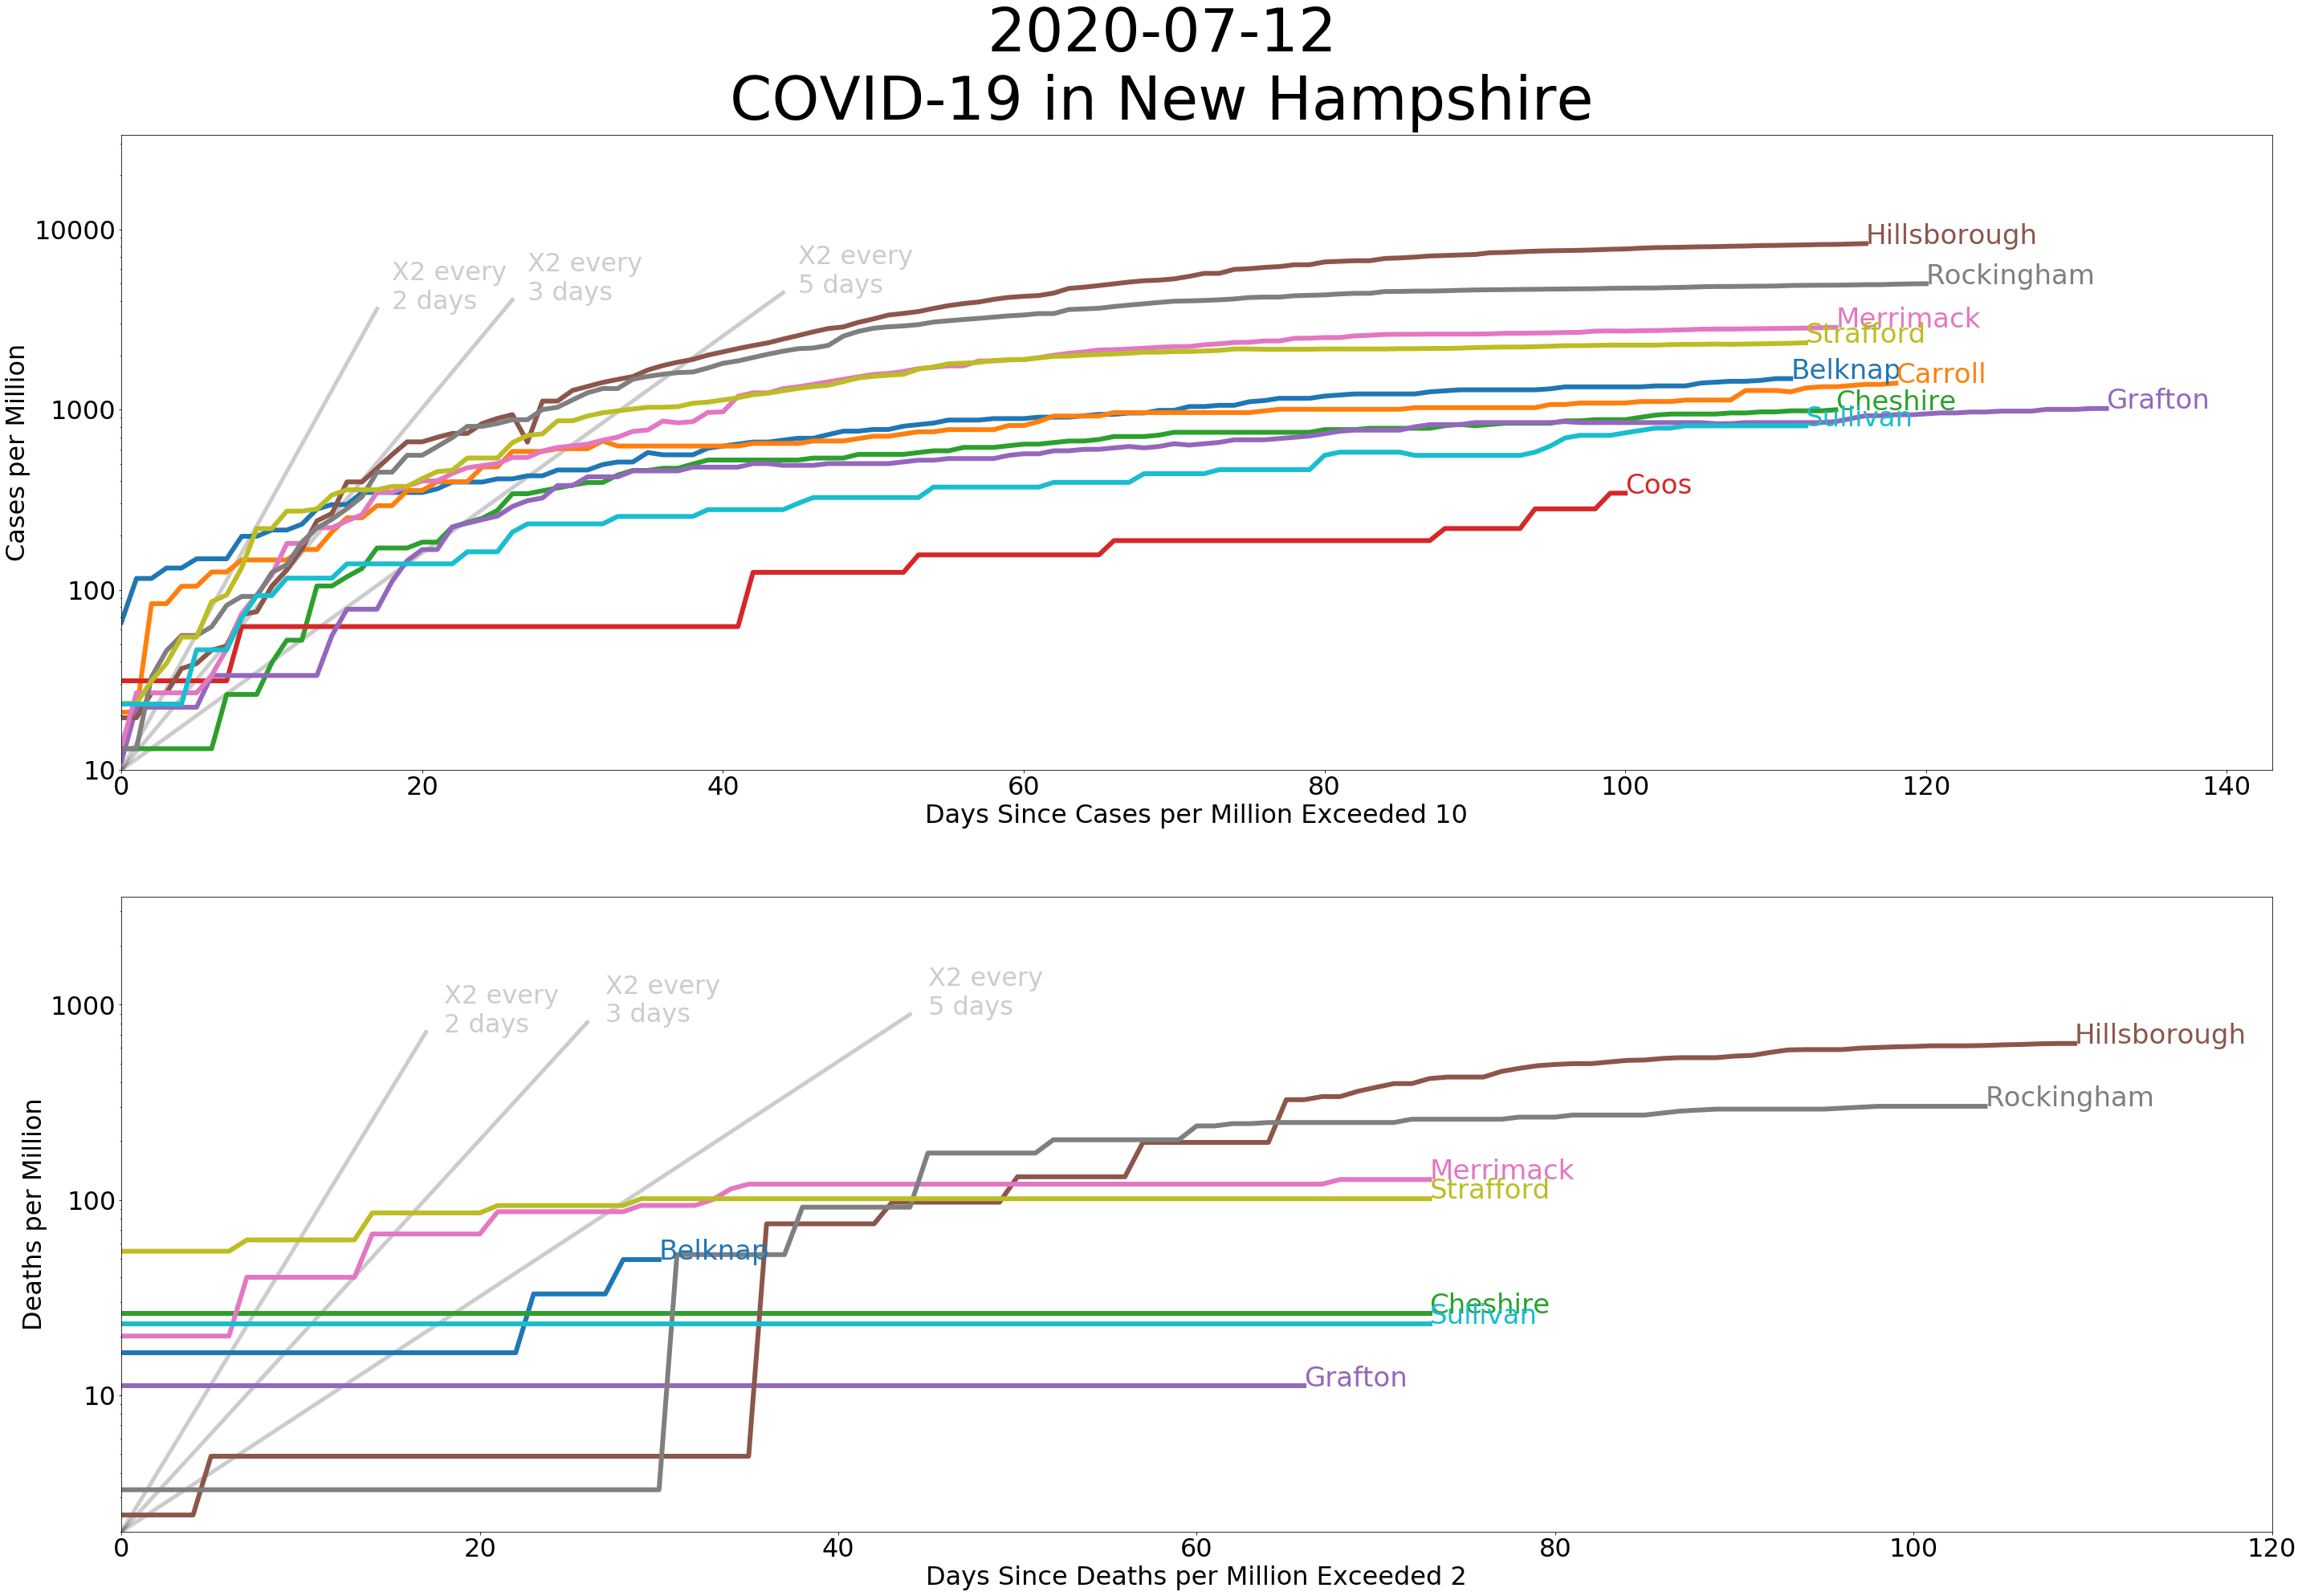 2020-07-12
COVID-19 in New Hampshire
Cases per Million
10000
1000
100
10
X2 every
2 days
X2 every
3 days
X2 every
5 days
Hillsborough
Rockingham
Merrimack
Strafford
Belknap
Carroll
Cheshire
Grafton
Sullivan
Coos
0
20
40
60
80
100
120
140
Days Since Cases per Million Exceeded 10
Deaths per Million
1000
100
10
X2 every
2 days
X2 every
3 days
X2 every
5 days
Hillsborough
Rockingham
Merrimack
Strafford
Belknap
Cheshire
Sullivan
Grafton
0
20
40
60
80
100
120
Days Since Deaths per Million Exceeded 2